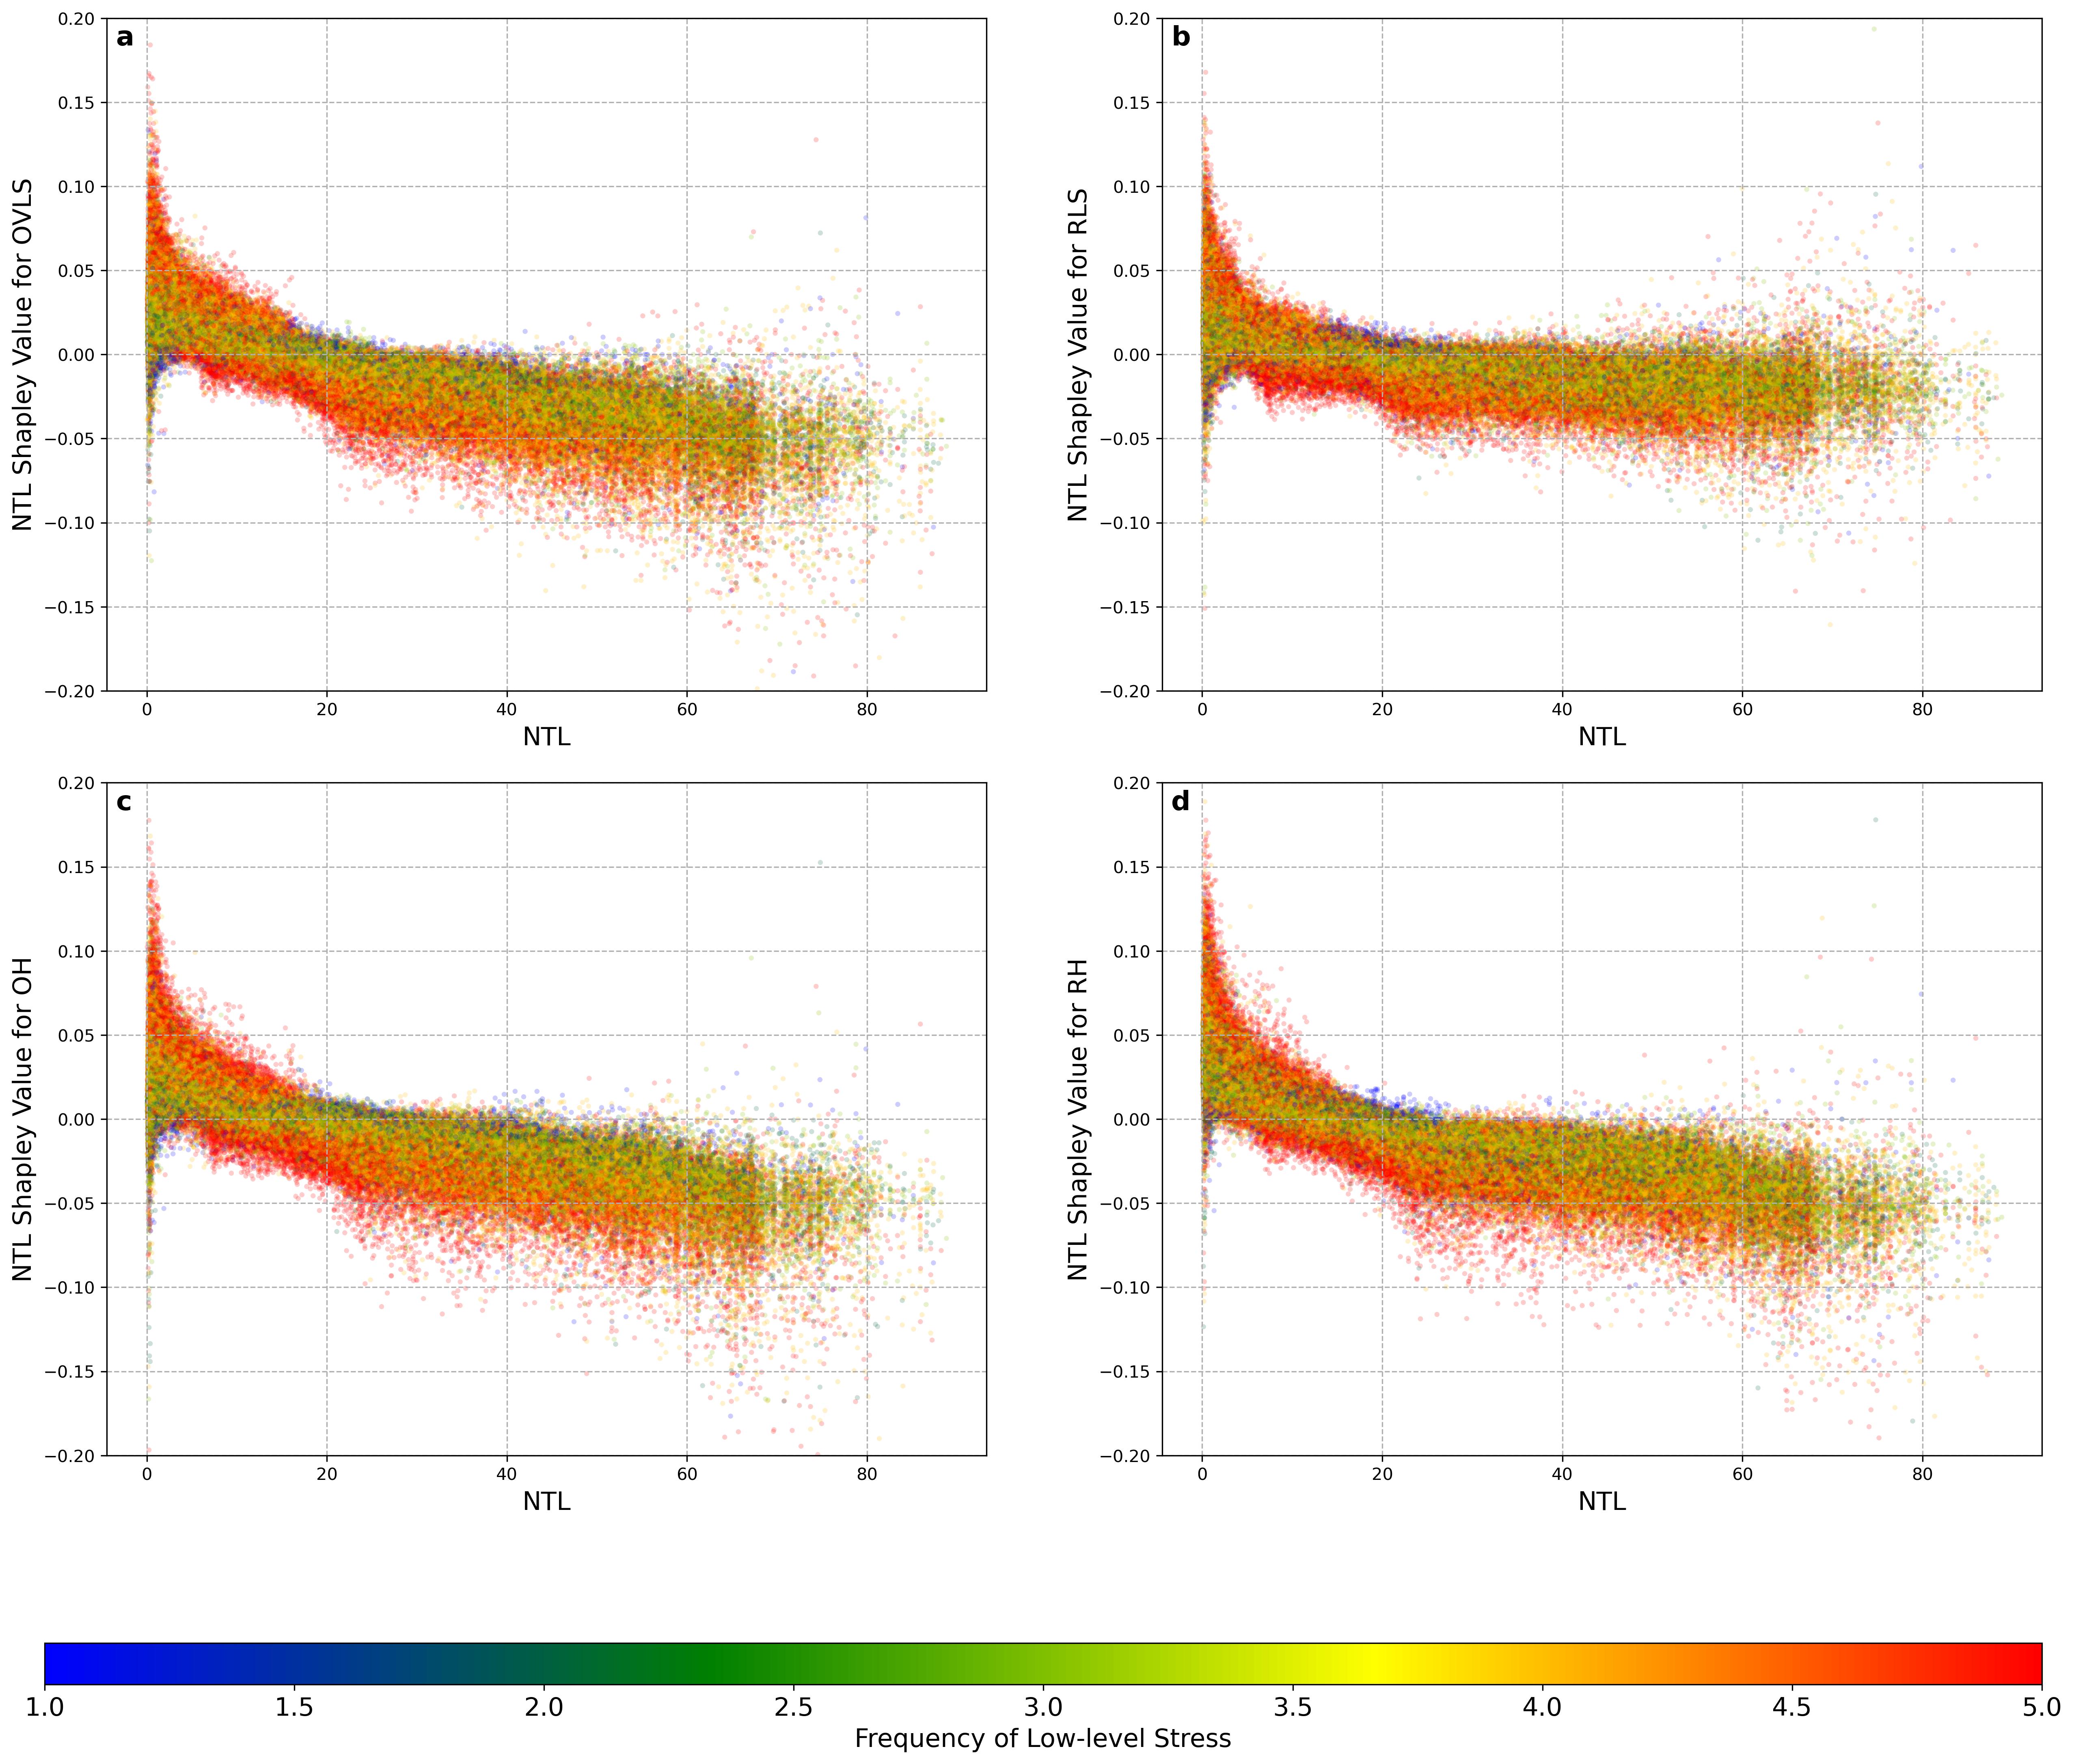 a
0.20
0.15
0.10
0.05
0.00
−0.05
−0.10
−0.15
−0.20
NTL Shapley Value for OVLS
0 20 40 60 80
NTL
b
0.20
0.15
0.10
0.05
0.00
−0.05
−0.10
−0.15
−0.20
NTL Shapley Value for RLS
0 20 40 60 80
NTL
c
0.20
0.15
0.10
0.05
0.00
−0.05
−0.10
−0.15
−0.20
NTL Shapley Value for OH
0 20 40 60 80
NTL
d
0.20
0.15
0.10
0.05
0.00
−0.05
−0.10
−0.15
−0.20
NTL Shapley Value for RH
0 20 40 60 80
NTL
1.0 1.5 2.0 2.5 3.0 3.5 4.0 4.5 5.0
Frequency of Low-level Stress